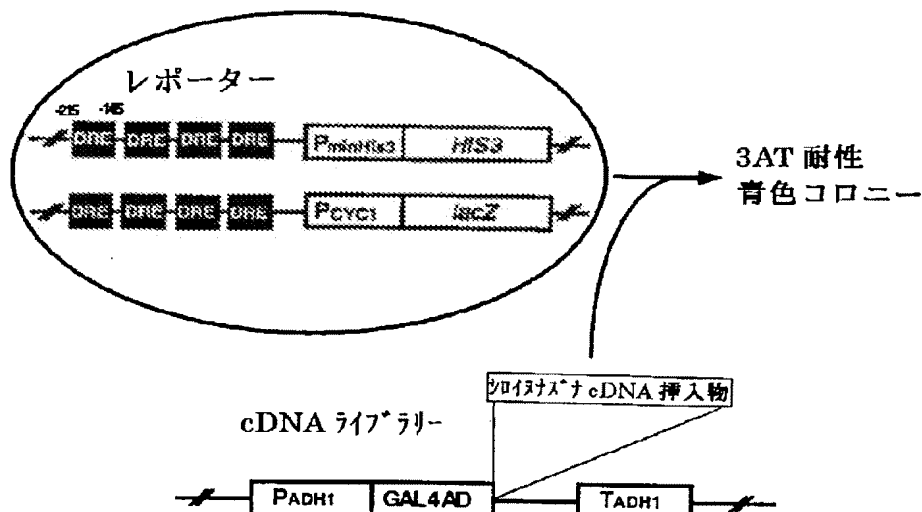 レポーター
-215 -145
DRE DRE DRE DRE PminHis3 HIS3
DRE DRE DRE DRE PCYC1 lacZ
3AT 耐性
青色コロニー
シロイヌナズナ cDNA 挿入物
cDNA ライブラリー
PADH1 GAL4AD TADH1